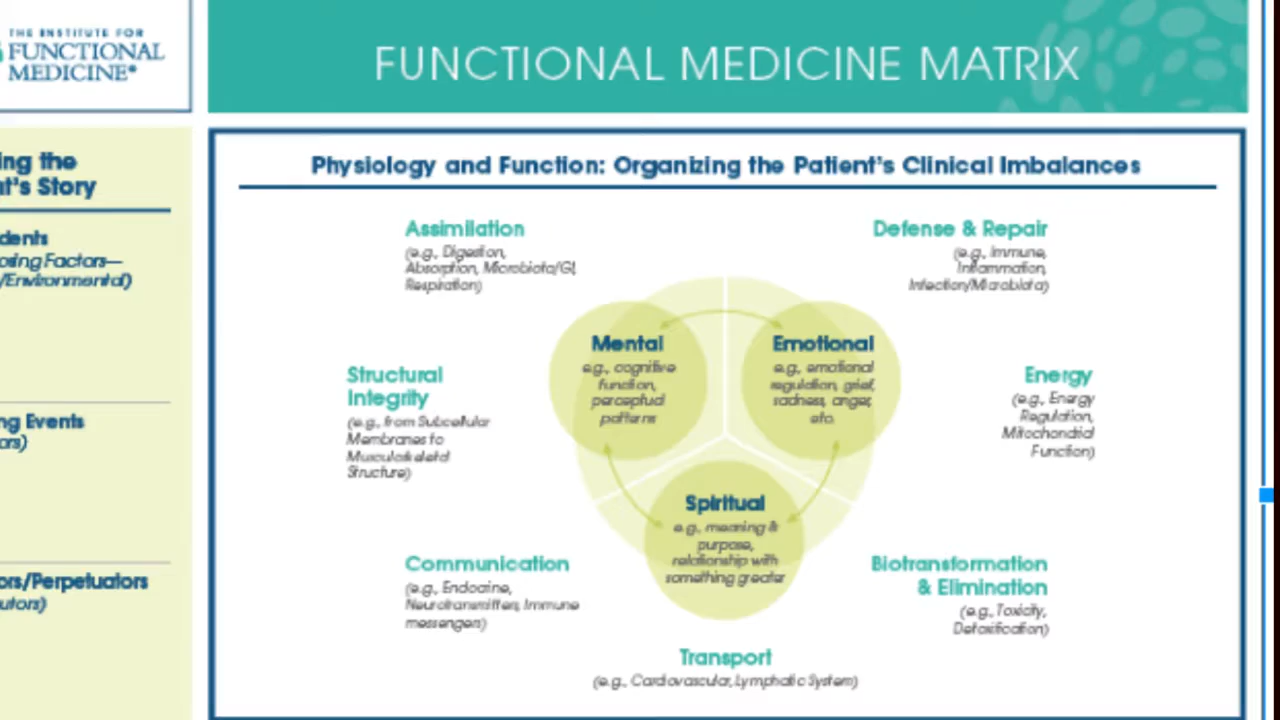 THE INSTITUTE FOR
FUNCTIONAL
MEDICINE®
FUNCTIONAL MEDICINE MATRIX
ing the
t's Story
dents
osing Factors—
/Environmental)
ng Events
ors)
ors/Perpetuators
utors)
Physiology and Function: Organizing the Patient's Clinical Imbalances
Assimilation
(e.g., Digestion,
Absorption, Microbiota/GI,
Respiration)
Defense & Repair
(e.g., Immune,
Inflammation,
Infection/Microbiota)
Mental
e.g., cognitive
function,
perceptual
patterns
Emotional
e.g., emotional
regulation, grief,
sadness, anger,
etc.
Structural
Integrity
(e.g., from Subcellular
Membranes to
Musculoskeletal
Structure)
Energy
(e.g., Energy
Regulation,
Mitochondrial
Function)
Spiritual
e.g., meaning &
purpose,
relationship with
something greater
Communication
(e.g., Endocrine,
Neurotransmitters, Immune
messengers)
Biotransformation
& Elimination
(e.g., Toxicity,
Detoxification)
Transport
(e.g., Cardiovascular, Lymphatic System)